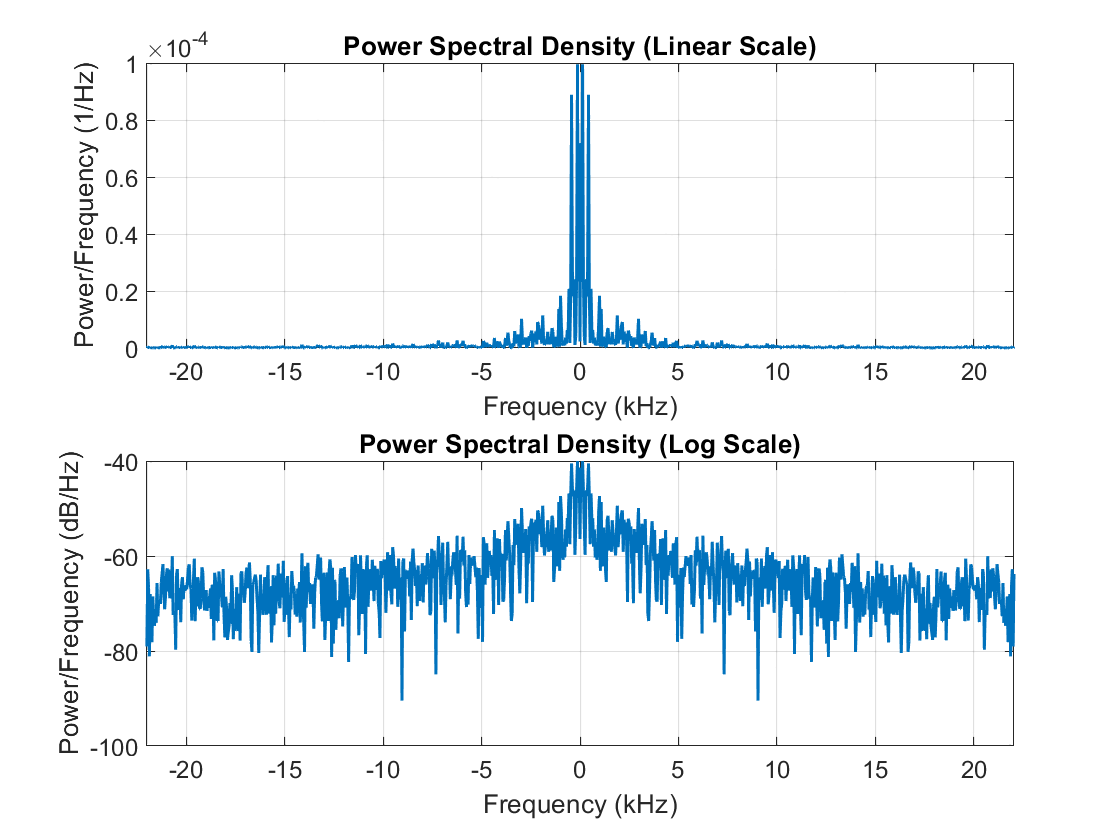 ×10⁻⁴
Power Spectral Density (Linear Scale)
Power/Frequency (1/Hz)
1
0.8
0.6
0.4
0.2
0
-20 -15 -10 -5 0 5 10 15 20
Frequency (kHz)
Power Spectral Density (Log Scale)
Power/Frequency (dB/Hz)
-40
-60
-80
-100
-20 -15 -10 -5 0 5 10 15 20
Frequency (kHz)